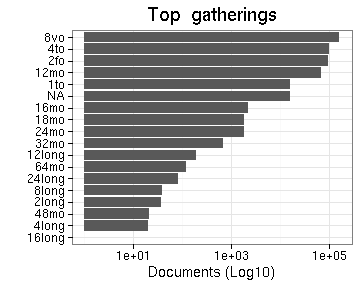 Top gatherings
8vo
4to
2fo
12mo
1to
NA
16mo
18mo
24mo
32mo
12long
64mo
24long
8long
2long
48mo
4long
16long
1e+01 1e+03 1e+05
Documents (Log10)